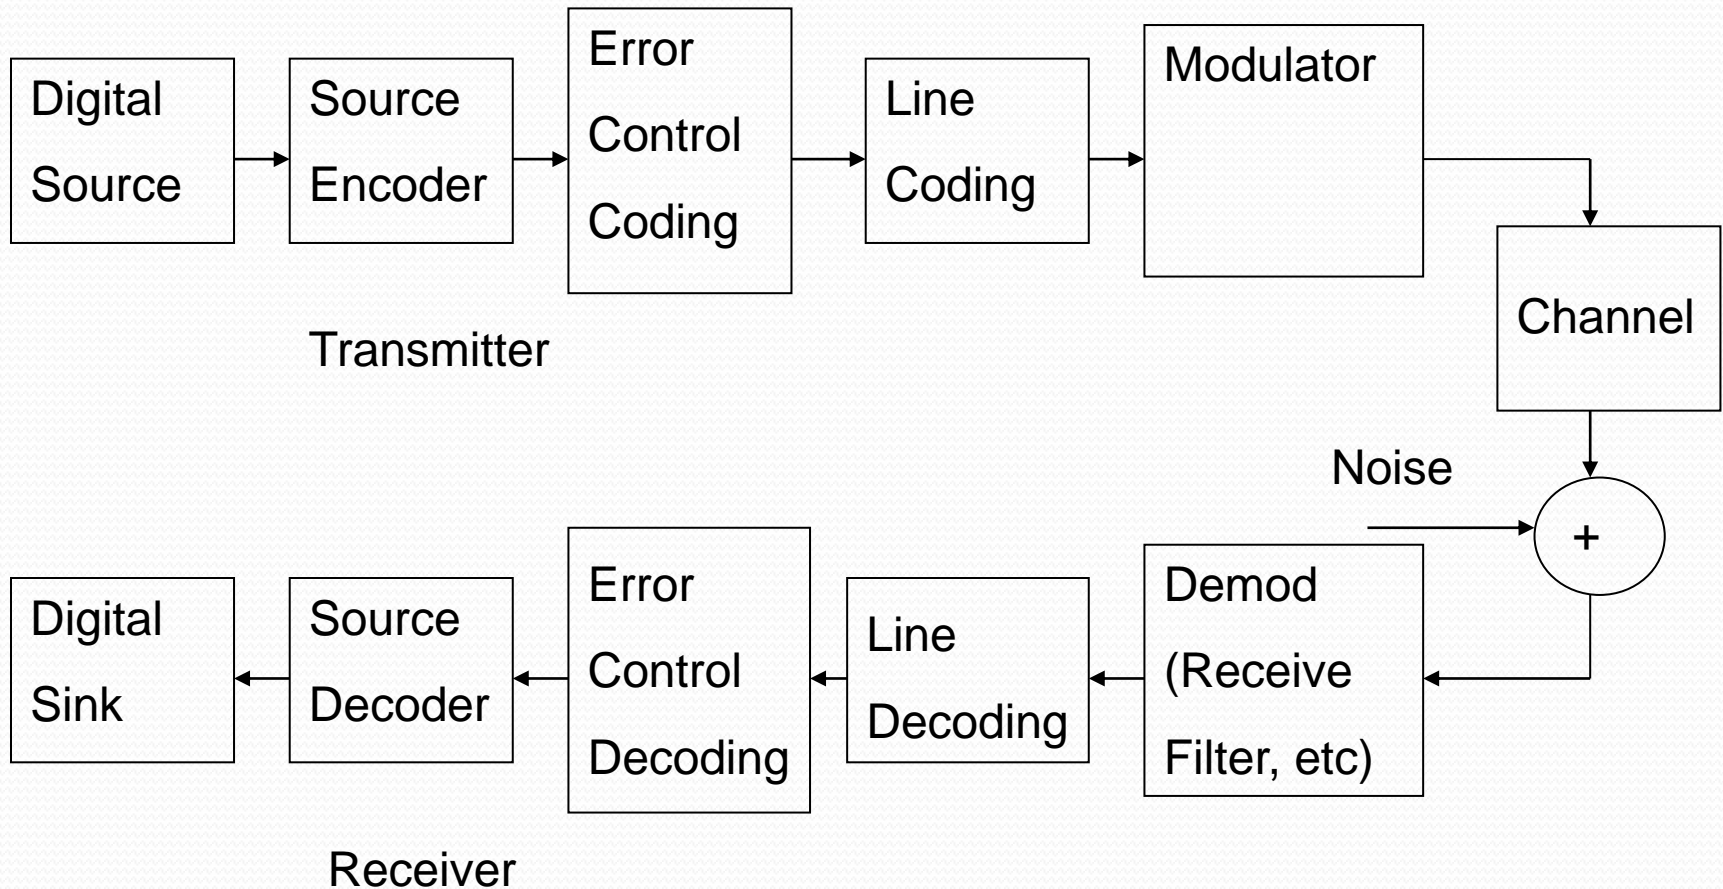 Digital
Source
Source
Encoder
Error
Control
Coding
Line
Coding
Modulator
Channel
Transmitter
Noise
+
Demod
(Receive
Filter, etc)
Line
Decoding
Error
Control
Decoding
Source
Decoder
Digital
Sink
Receiver